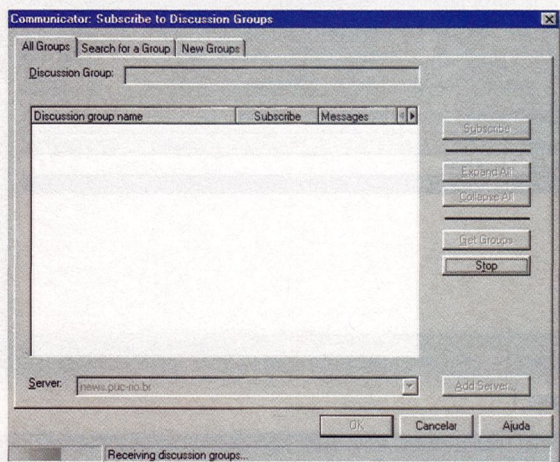 Communicator: Subscribe to Discussion Groups
All Groups Search for a Group New Groups
Discussion Group:
Discussion group name Subscribe Messages
Subscribe
Expand All
Collapse All
Get Groups
Stop
Server: news.puc-rio.br Add Server...
OK Cancelar Ajuda
Receiving discussion groups...